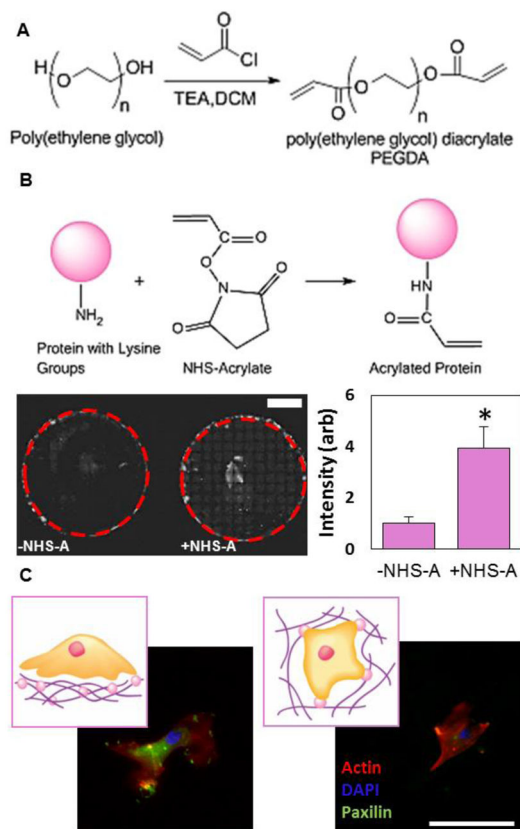 A
H
O
OH
n
Poly(ethylene glycol)
O
Cl
TEA,DCM
O
O
O
O
O
n
poly(ethylene glycol) diacrylate
PEGDA
B
NH2
Protein with Lysine
Groups
+
O
O
O
N
O
NHS-Acrylate
HN
C
O
Acrylated Protein
-NHS-A
+NHS-A
Intensity (arb)
6
4
2
0
*
-NHS-A
+NHS-A
C
Actin
DAPI
Paxilin